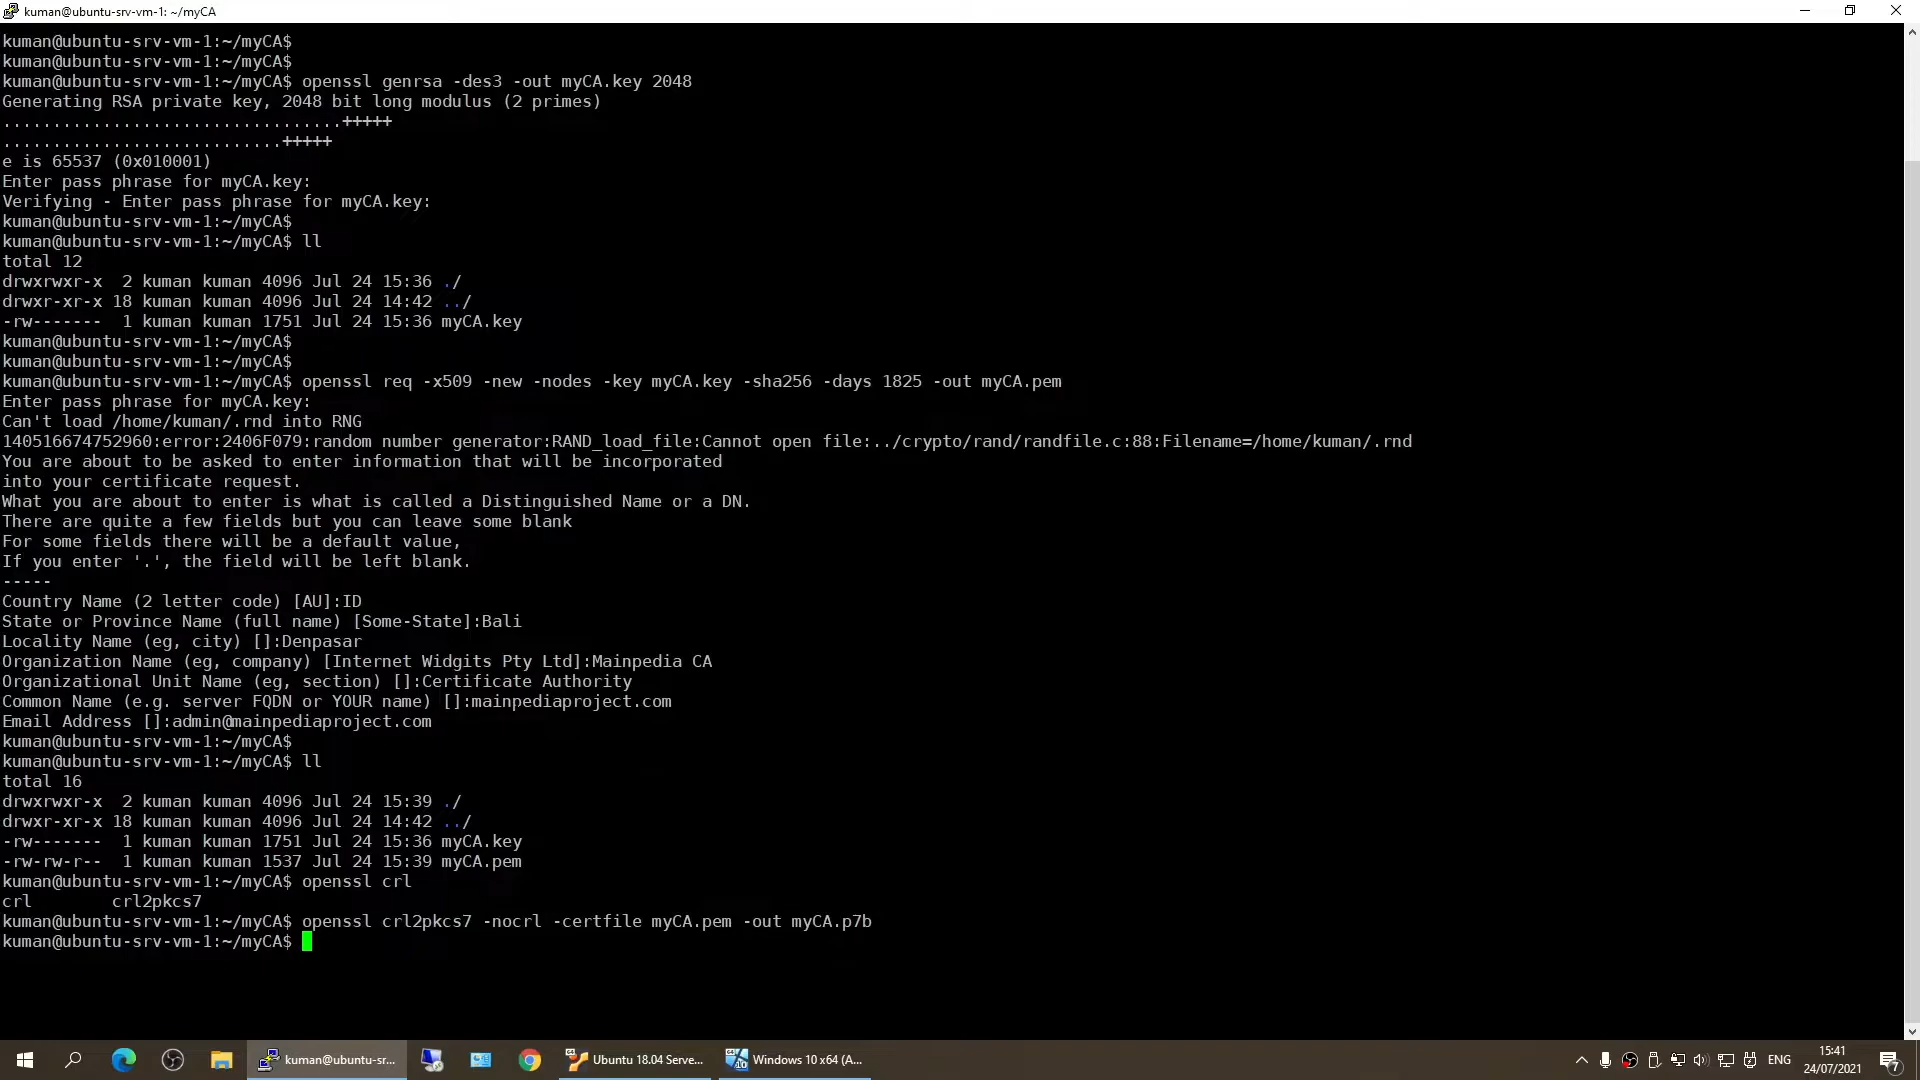 kuman@ubuntu-srv-vm-1: ~/myCA
kuman@ubuntu-srv-vm-1:~/myCA$
kuman@ubuntu-srv-vm-1:~/myCA$
kuman@ubuntu-srv-vm-1:~/myCA$ openssl genrsa -des3 -out myCA.key 2048
Generating RSA private key, 2048 bit long modulus (2 primes)
..................................+++++
............................+++++
e is 65537 (0x010001)
Enter pass phrase for myCA.key:
Verifying - Enter pass phrase for myCA.key:
kuman@ubuntu-srv-vm-1:~/myCA$
kuman@ubuntu-srv-vm-1:~/myCA$ ll
total 12
drwxrwxr-x  2 kuman kuman 4096 Jul 24 15:36 ./
drwxr-xr-x 18 kuman kuman 4096 Jul 24 14:42 ../
-rw-------  1 kuman kuman 1751 Jul 24 15:36 myCA.key
kuman@ubuntu-srv-vm-1:~/myCA$
kuman@ubuntu-srv-vm-1:~/myCA$
kuman@ubuntu-srv-vm-1:~/myCA$ openssl req -x509 -new -nodes -key myCA.key -sha256 -days 1825 -out myCA.pem
Enter pass phrase for myCA.key:
Can't load /home/kuman/.rnd into RNG
140516674752960:error:2406F079:random number generator:RAND_load_file:Cannot open file:../crypto/rand/randfile.c:88:Filename=/home/kuman/.rnd
You are about to be asked to enter information that will be incorporated
into your certificate request.
What you are about to enter is what is called a Distinguished Name or a DN.
There are quite a few fields but you can leave some blank
For some fields there will be a default value,
If you enter '.', the field will be left blank.
-----
Country Name (2 letter code) [AU]:ID
State or Province Name (full name) [Some-State]:Bali
Locality Name (eg, city) []:Denpasar
Organization Name (eg, company) [Internet Widgits Pty Ltd]:Mainpedia CA
Organizational Unit Name (eg, section) []:Certificate Authority
Common Name (e.g. server FQDN or YOUR name) []:mainpediaproject.com
Email Address []:admin@mainpediaproject.com
kuman@ubuntu-srv-vm-1:~/myCA$
kuman@ubuntu-srv-vm-1:~/myCA$ ll
total 16
drwxrwxr-x  2 kuman kuman 4096 Jul 24 15:39 ./
drwxr-xr-x 18 kuman kuman 4096 Jul 24 14:42 ../
-rw-------  1 kuman kuman 1751 Jul 24 15:36 myCA.key
-rw-rw-r--  1 kuman kuman 1537 Jul 24 15:39 myCA.pem
kuman@ubuntu-srv-vm-1:~/myCA$ openssl crl
crl        crl2pkcs7
kuman@ubuntu-srv-vm-1:~/myCA$ openssl crl2pkcs7 -nocrl -certfile myCA.pem -out myCA.p7b
kuman@ubuntu-srv-vm-1:~/myCA$
kuman@ubuntu-sr...
Ubuntu 18.04 Serve...
Windows 10 x64 (A...
ENG
15:41
24/07/2021
7